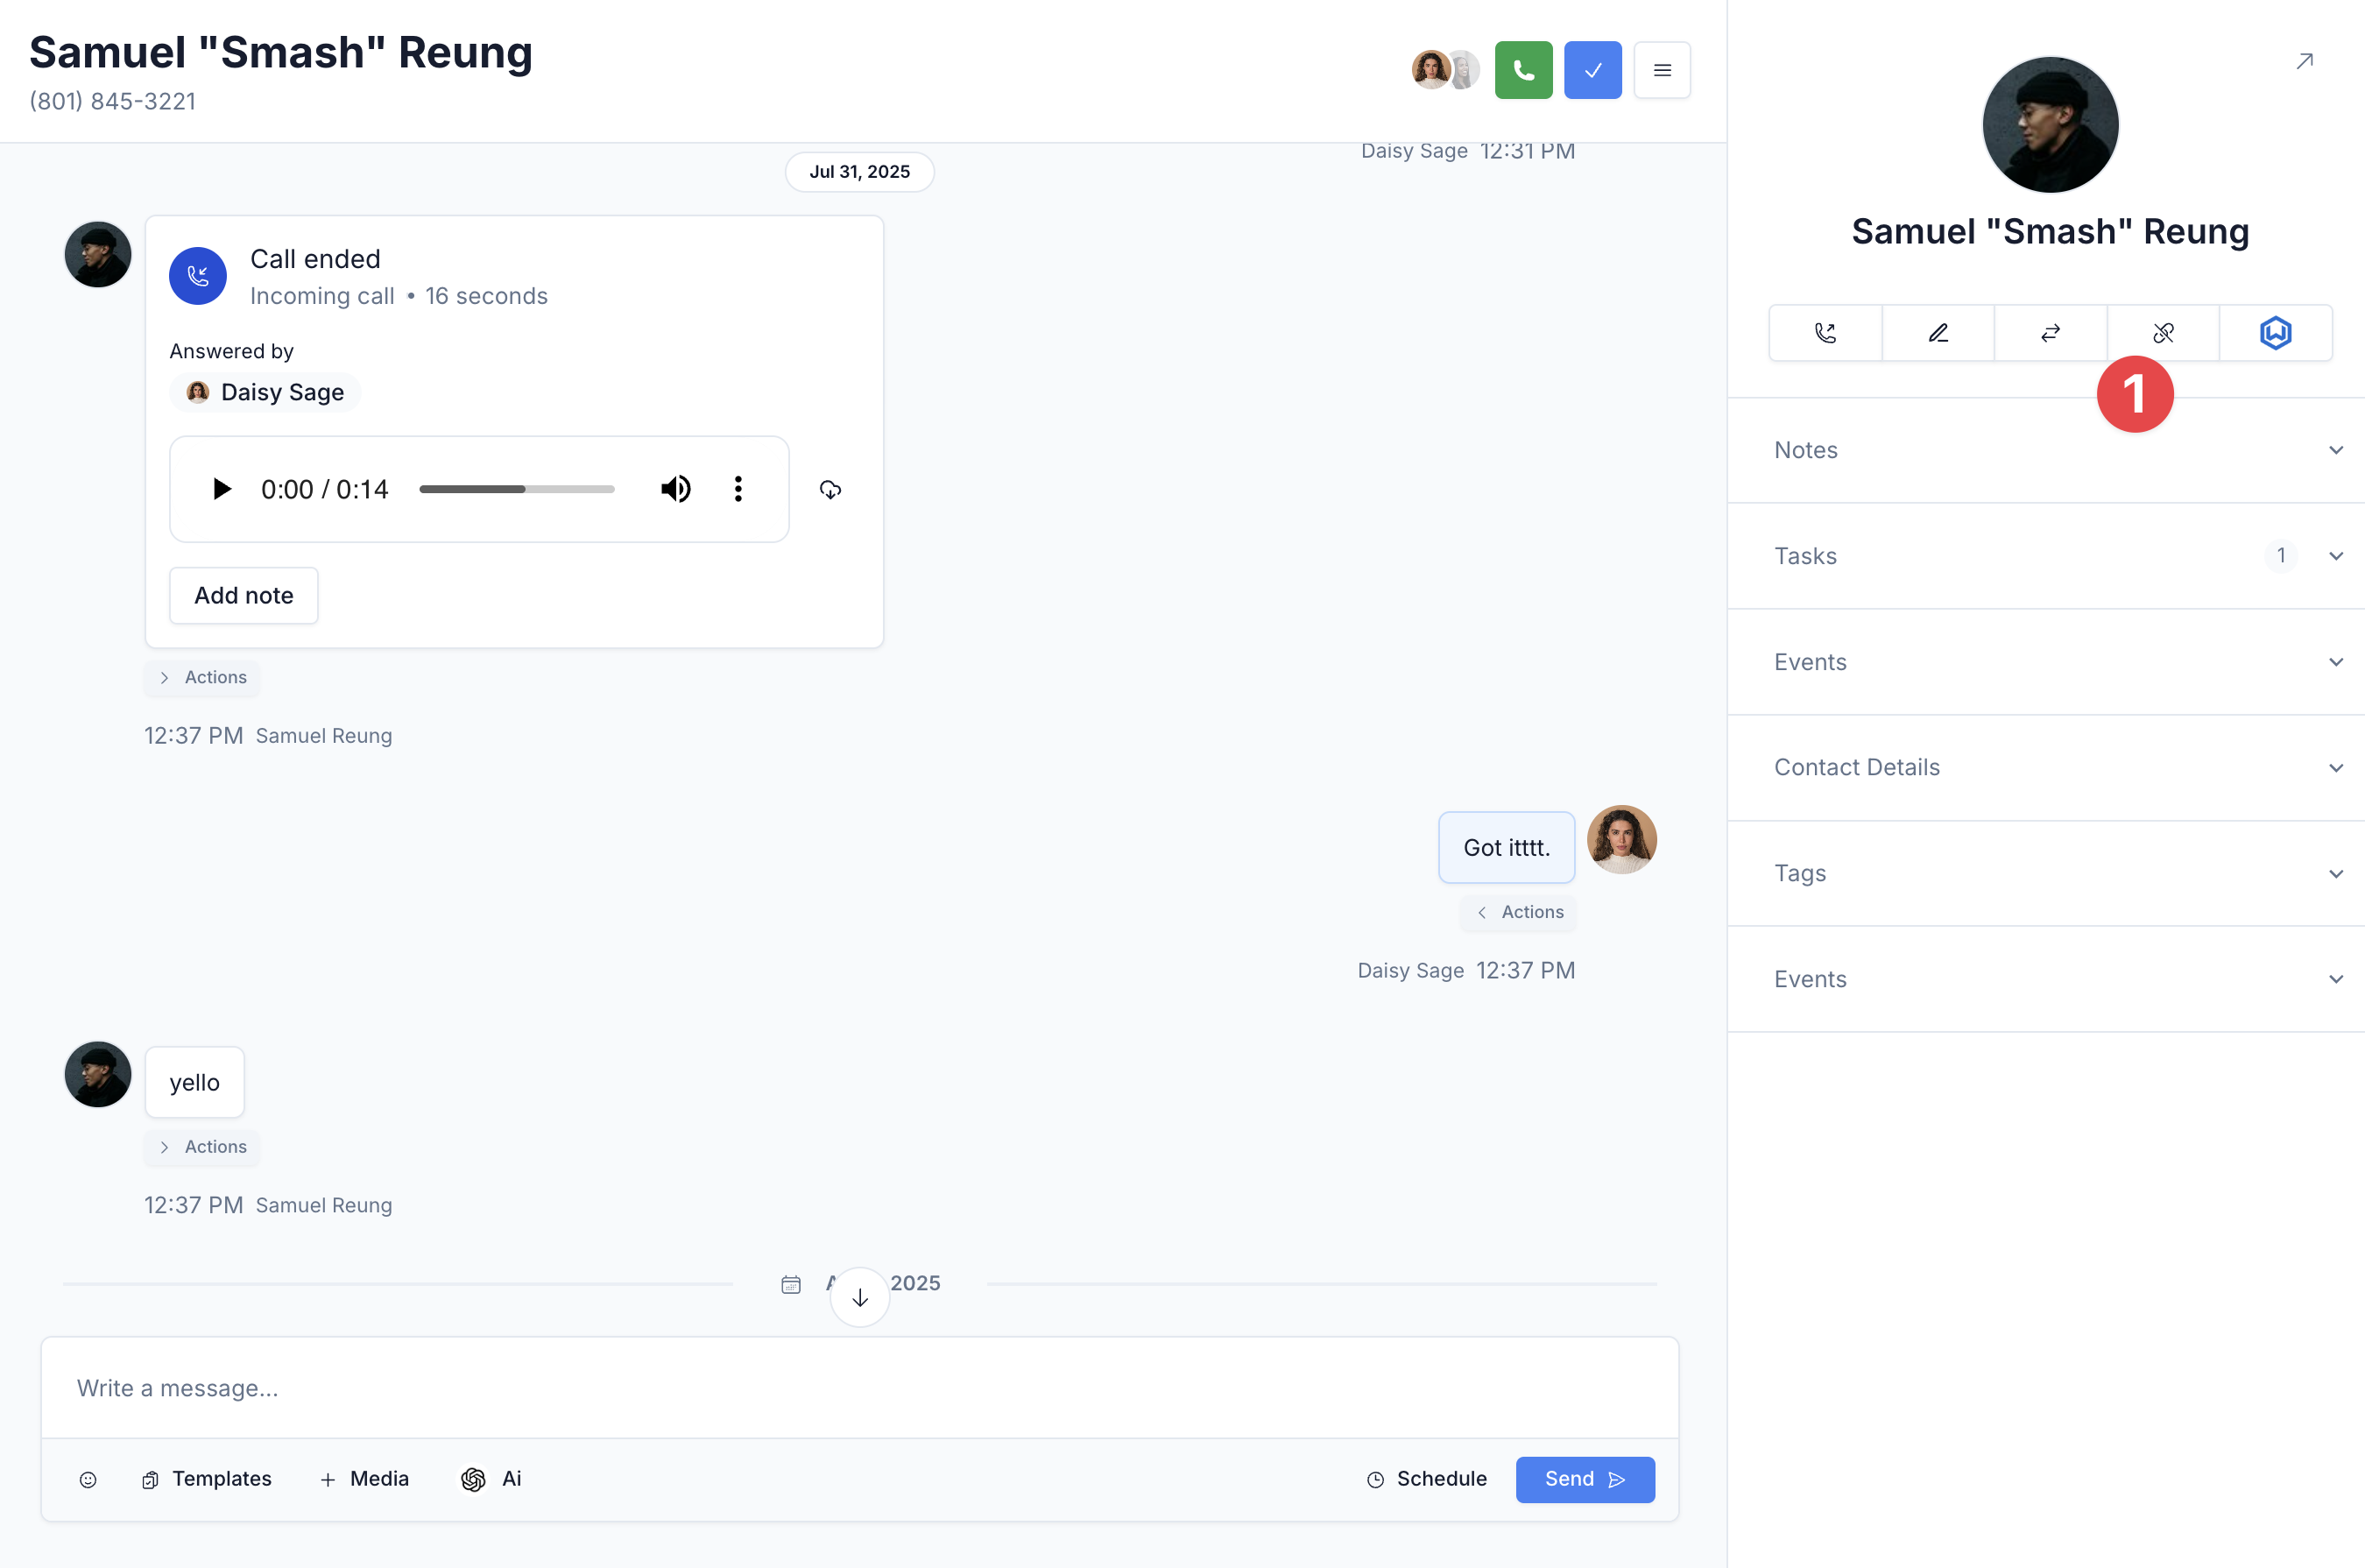 Samuel "Smash" Reung
(801) 845-3221
Daisy Sage 12:31 PM
Jul 31, 2025
Call ended
Incoming call • 16 seconds
Answered by
Daisy Sage
0:00 / 0:14
Add note
Actions
12:37 PM Samuel Reung
Got itttt.
Actions
Daisy Sage 12:37 PM
yello
Actions
12:37 PM Samuel Reung
2025
Write a message...
Templates
Media
Ai
Schedule
Send
Samuel "Smash" Reung
1
Notes
Tasks 1
Events
Contact Details
Tags
Events